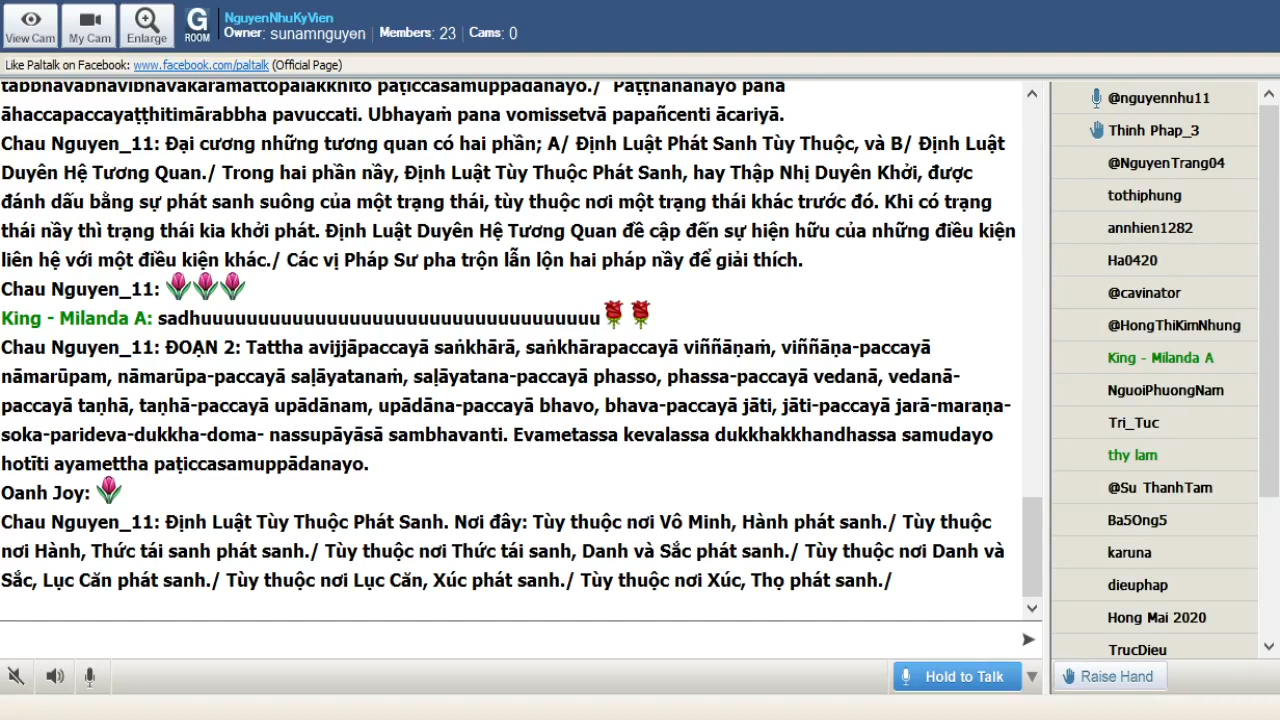 View Cam
My Cam
Enlarge
G
ROOM
NguyenNhuKyVien
Owner: sunamnguyen | Members: 23 | Cams: 0
Like Paltalk on Facebook: www.facebook.com/paltalk (Official Page)
tabbhāvabhāvībhāvākāramattopalakkhito paṭiccasamuppādanayo./ Paṭṭhānanayo pana
āhaccapaccayaṭṭhitimārabbha pavuccati. Ubhayaṁ pana vomissetvā papañcenti ācariyā.
Chau Nguyen_11: Đại cương những tương quan có hai phần; A/ Định Luật Phát Sanh Tùy Thuộc, và B/ Định Luật
Duyên Hệ Tương Quan./ Trong hai phần nầy, Định Luật Tùy Thuộc Phát Sanh, hay Thập Nhị Duyên Khởi, được
đánh dấu bằng sự phát sanh suông của một trạng thái, tùy thuộc nơi một trạng thái khác trước đó. Khi có trạng
thái nầy thì trạng thái kia khởi phát. Định Luật Duyên Hệ Tương Quan đề cập đến sự hiện hữu của những điều kiện
liên hệ với một điều kiện khác./ Các vị Pháp Sư pha trộn lẫn lộn hai pháp nầy để giải thích.
Chau Nguyen_11:
King - Milanda A: sadhuuuuuuuuuuuuuuuuuuuuuuuuuuuuuuuuuuu
Chau Nguyen_11: ĐOẠN 2: Tattha avijjāpaccayā saṅkhārā, saṅkhārapaccayā viññāṇaṁ, viññāṇa-paccayā
nāmarūpam, nāmarūpa-paccayā saḷāyatanaṁ, saḷāyatana-paccayā phasso, phassa-paccayā vedanā, vedanā-
paccayā taṇhā, taṇhā-paccayā upādānam, upādāna-paccayā bhavo, bhava-paccayā jāti, jāti-paccayā jarā-maraṇa-
soka-parideva-dukkha-doma- nassupāyāsā sambhavanti. Evametassa kevalassa dukkhakkhandhassa samudayo
hotīti ayamettha paṭiccasamuppādanayo.
Oanh Joy:
Chau Nguyen_11: Định Luật Tùy Thuộc Phát Sanh. Nơi đây: Tùy thuộc nơi Vô Minh, Hành phát sanh./ Tùy thuộc
nơi Hành, Thức tái sanh phát sanh./ Tùy thuộc nơi Thức tái sanh, Danh và Sắc phát sanh./ Tùy thuộc nơi Danh và
Sắc, Lục Căn phát sanh./ Tùy thuộc nơi Lục Căn, Xúc phát sanh./ Tùy thuộc nơi Xúc, Thọ phát sanh./
Hold to Talk
@nguyennhu11
Thinh Phap_3
@NguyenTrang04
tothiphung
annhien1282
Ha0420
@cavinator
@HongThiKimNhung
King - Milanda A
NguoiPhuongNam
Tri_Tuc
thy lam
@Su ThanhTam
Ba5Ong5
karuna
dieuphap
Hong Mai 2020
TrucDieu
Raise Hand